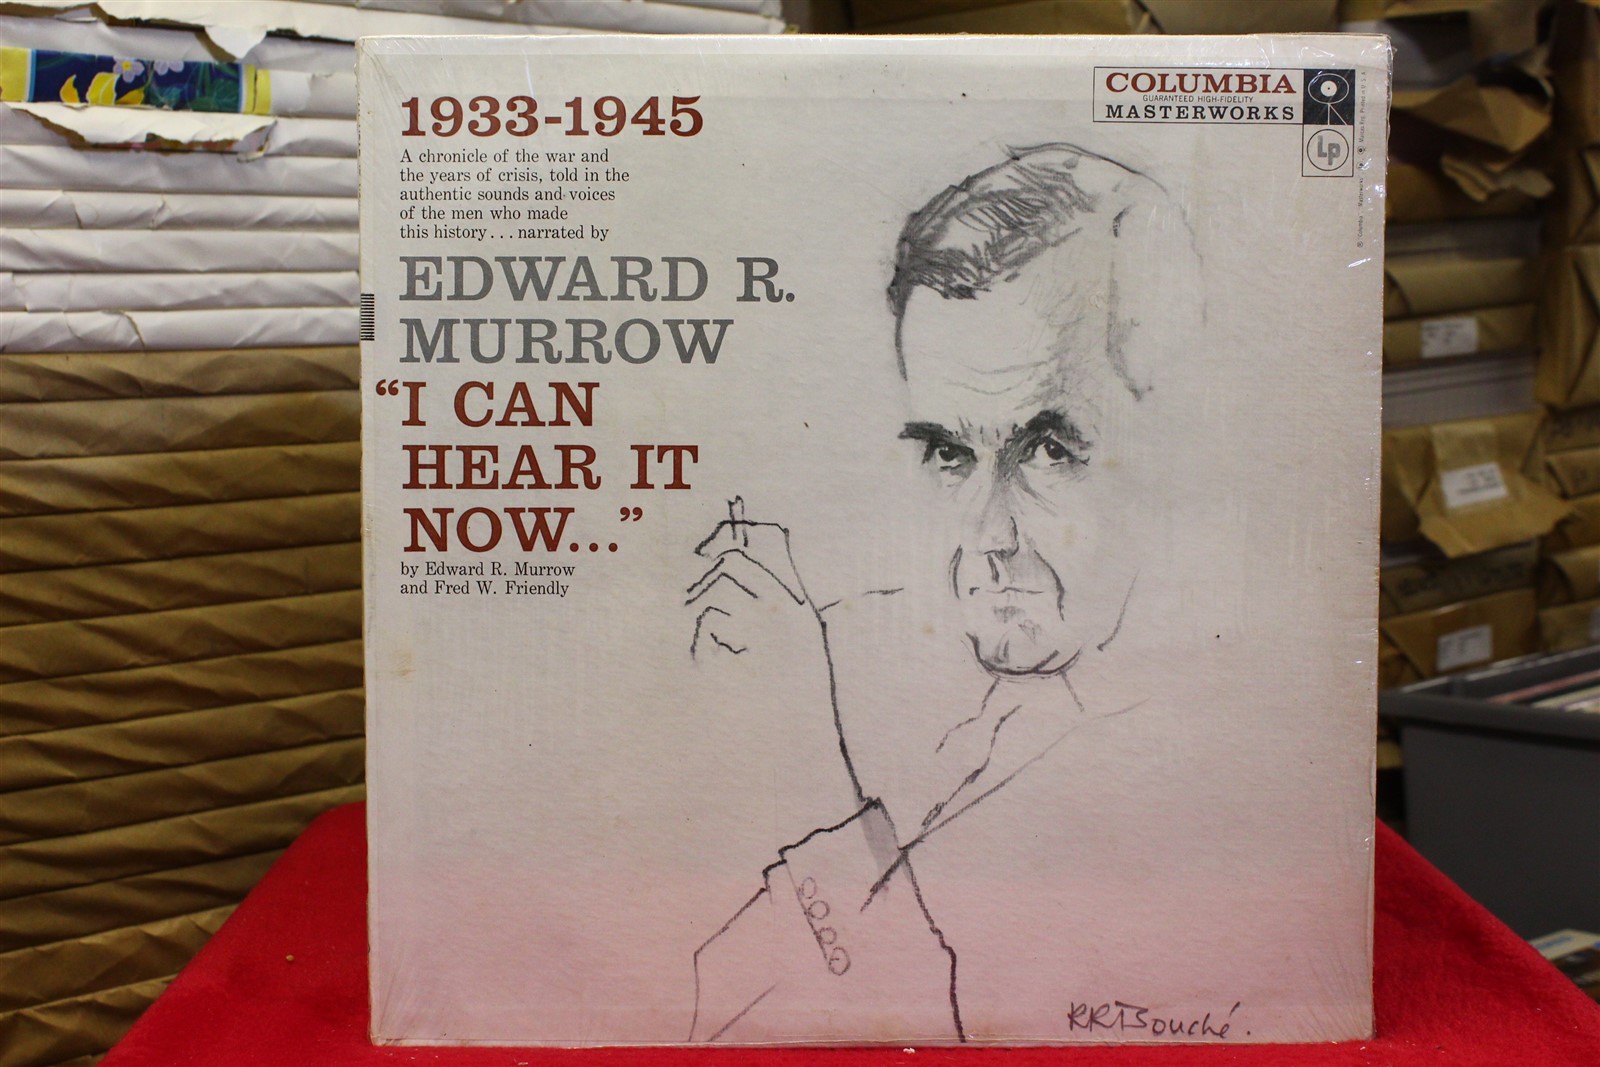 1933-1945
A chronicle of the war and
the years of crisis, told in the
authentic sounds and voices
of the men who made
this history...narrated by
EDWARD R.
MURROW
“I CAN
HEAR IT
NOW...”
by Edward R. Murrow
and Fred W. Friendly
COLUMBIA
GUARANTEED HIGH-FIDELITY
MASTERWORKS
Lp
RRBouché.